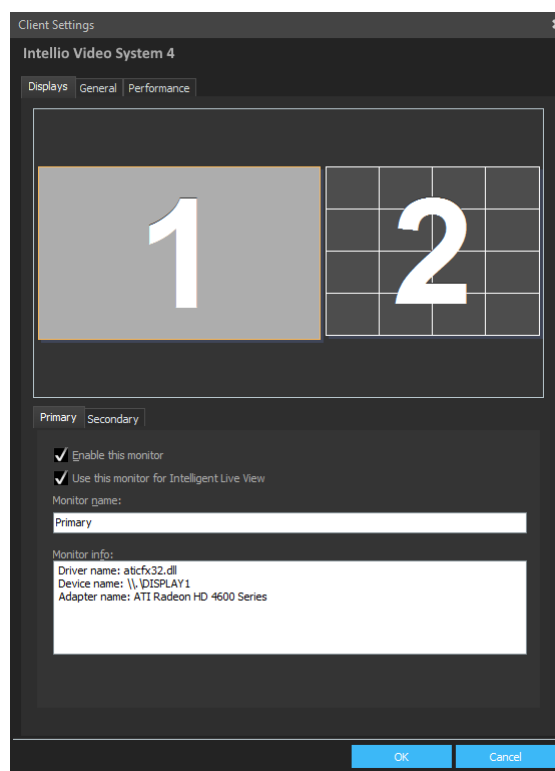 Client Settings
Intellio Video System 4
Displays General Performance
1 2
Primary Secondary
Enable this monitor
Use this monitor for Intelligent Live View
Monitor name:
Primary
Monitor info:
Driver name: aticfx32.dll
Device name: \\.\DISPLAY1
Adapter name: ATI Radeon HD 4600 Series
OK Cancel